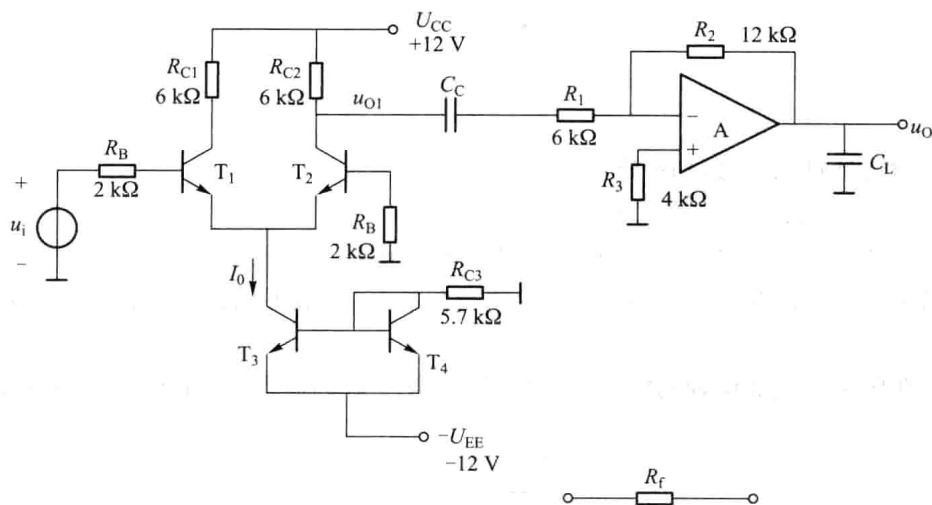 U_CC
+12 V
R_C1
6 kΩ
R_C2
6 kΩ
u_O1
C_C
R_1
6 kΩ
R_2
12 kΩ
−
A
+
u_O
C_L
R_3
4 kΩ
R_B
2 kΩ
T_1
T_2
R_B
2 kΩ
+
u_i
−
I_0
R_C3
5.7 kΩ
T_3
T_4
−U_EE
−12 V
R_f